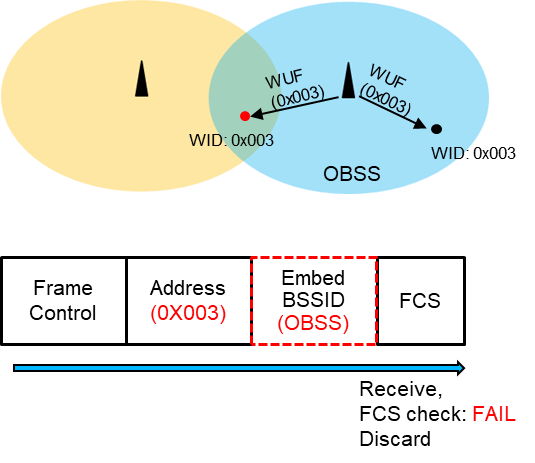 WUF
(0x003)
WUF
(0x003)
WID: 0x003
WID: 0x003
OBSS
Frame
Control
Address
(0X003)
Embed
BSSID
(OBSS)
FCS
Receive,
FCS check: FAIL
Discard